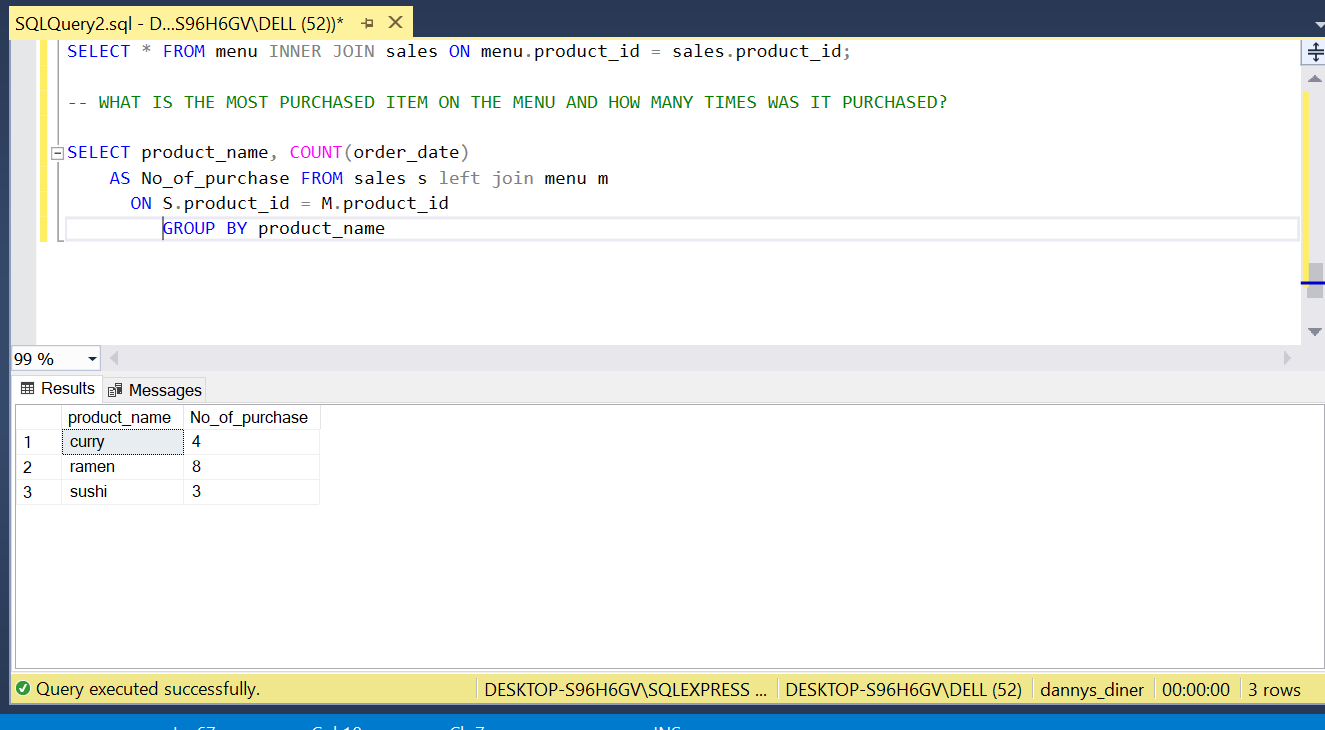 SQLQuery2.sql - D...S96H6GV\DELL (52))*
SELECT * FROM menu INNER JOIN sales ON menu.product_id = sales.product_id;
-- WHAT IS THE MOST PURCHASED ITEM ON THE MENU AND HOW MANY TIMES WAS IT PURCHASED?
SELECT product_name, COUNT(order_date)
AS No_of_purchase FROM sales s left join menu m
ON S.product_id = M.product_id
GROUP BY product_name
99 %
Results Messages
product_name No_of_purchase
1 curry 4
2 ramen 8
3 sushi 3
Query executed successfully. DESKTOP-S96H6GV\SQLEXPRESS ... DESKTOP-S96H6GV\DELL (52) dannys_diner 00:00:00 3 rows